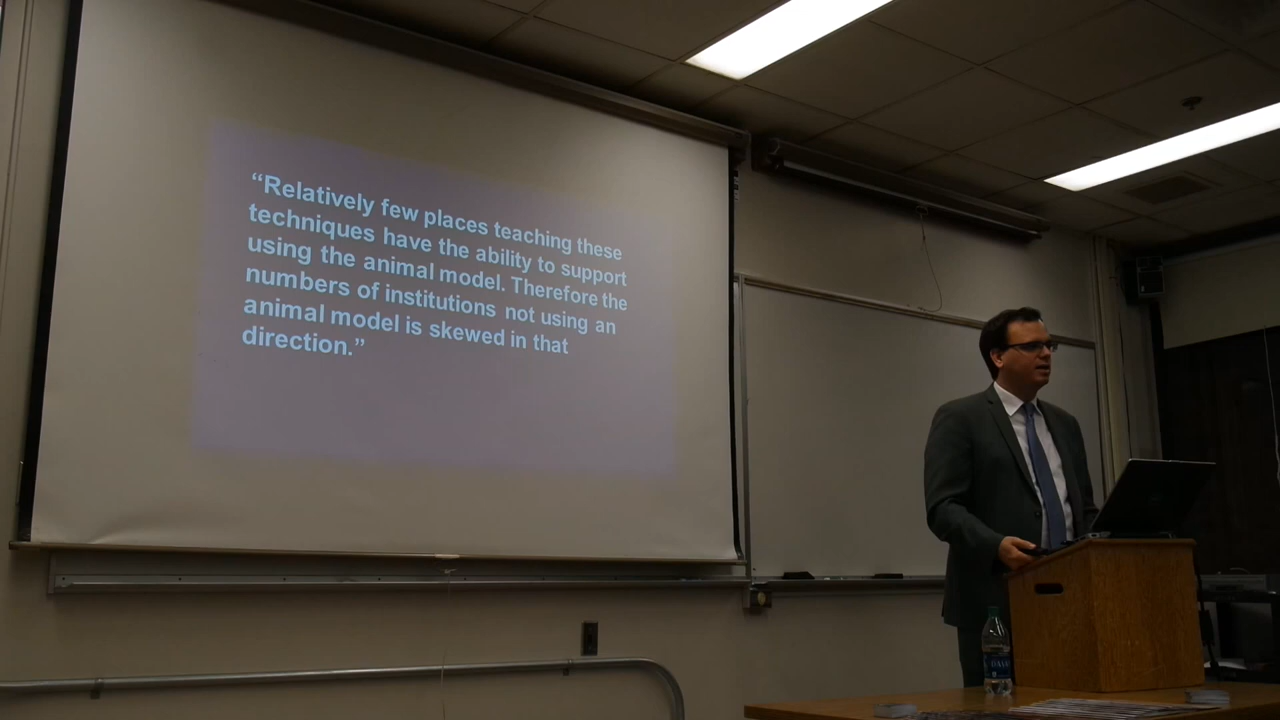 “Relatively few places teaching these
techniques have the ability to support
using the animal model. Therefore the
numbers of institutions not using an
animal model is skewed in that
direction.”